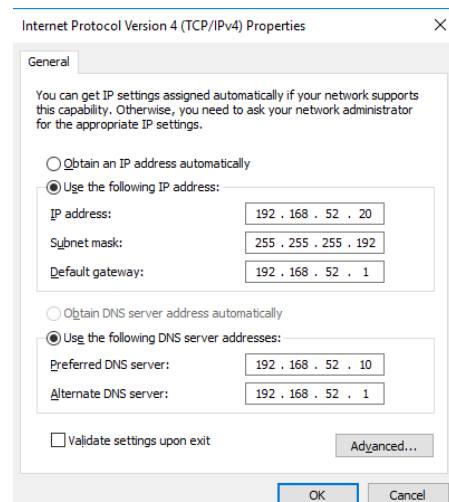 Internet Protocol Version 4 (TCP/IPv4) Properties
General
You can get IP settings assigned automatically if your network supports
this capability. Otherwise, you need to ask your network administrator
for the appropriate IP settings.
Obtain an IP address automatically
Use the following IP address:
IP address: 192 . 168 . 52 . 20
Subnet mask: 255 . 255 . 255 . 192
Default gateway: 192 . 168 . 52 . 1
Obtain DNS server address automatically
Use the following DNS server addresses:
Preferred DNS server: 192 . 168 . 52 . 10
Alternate DNS server: 192 . 168 . 52 . 1
Validate settings upon exit
Advanced...
OK Cancel